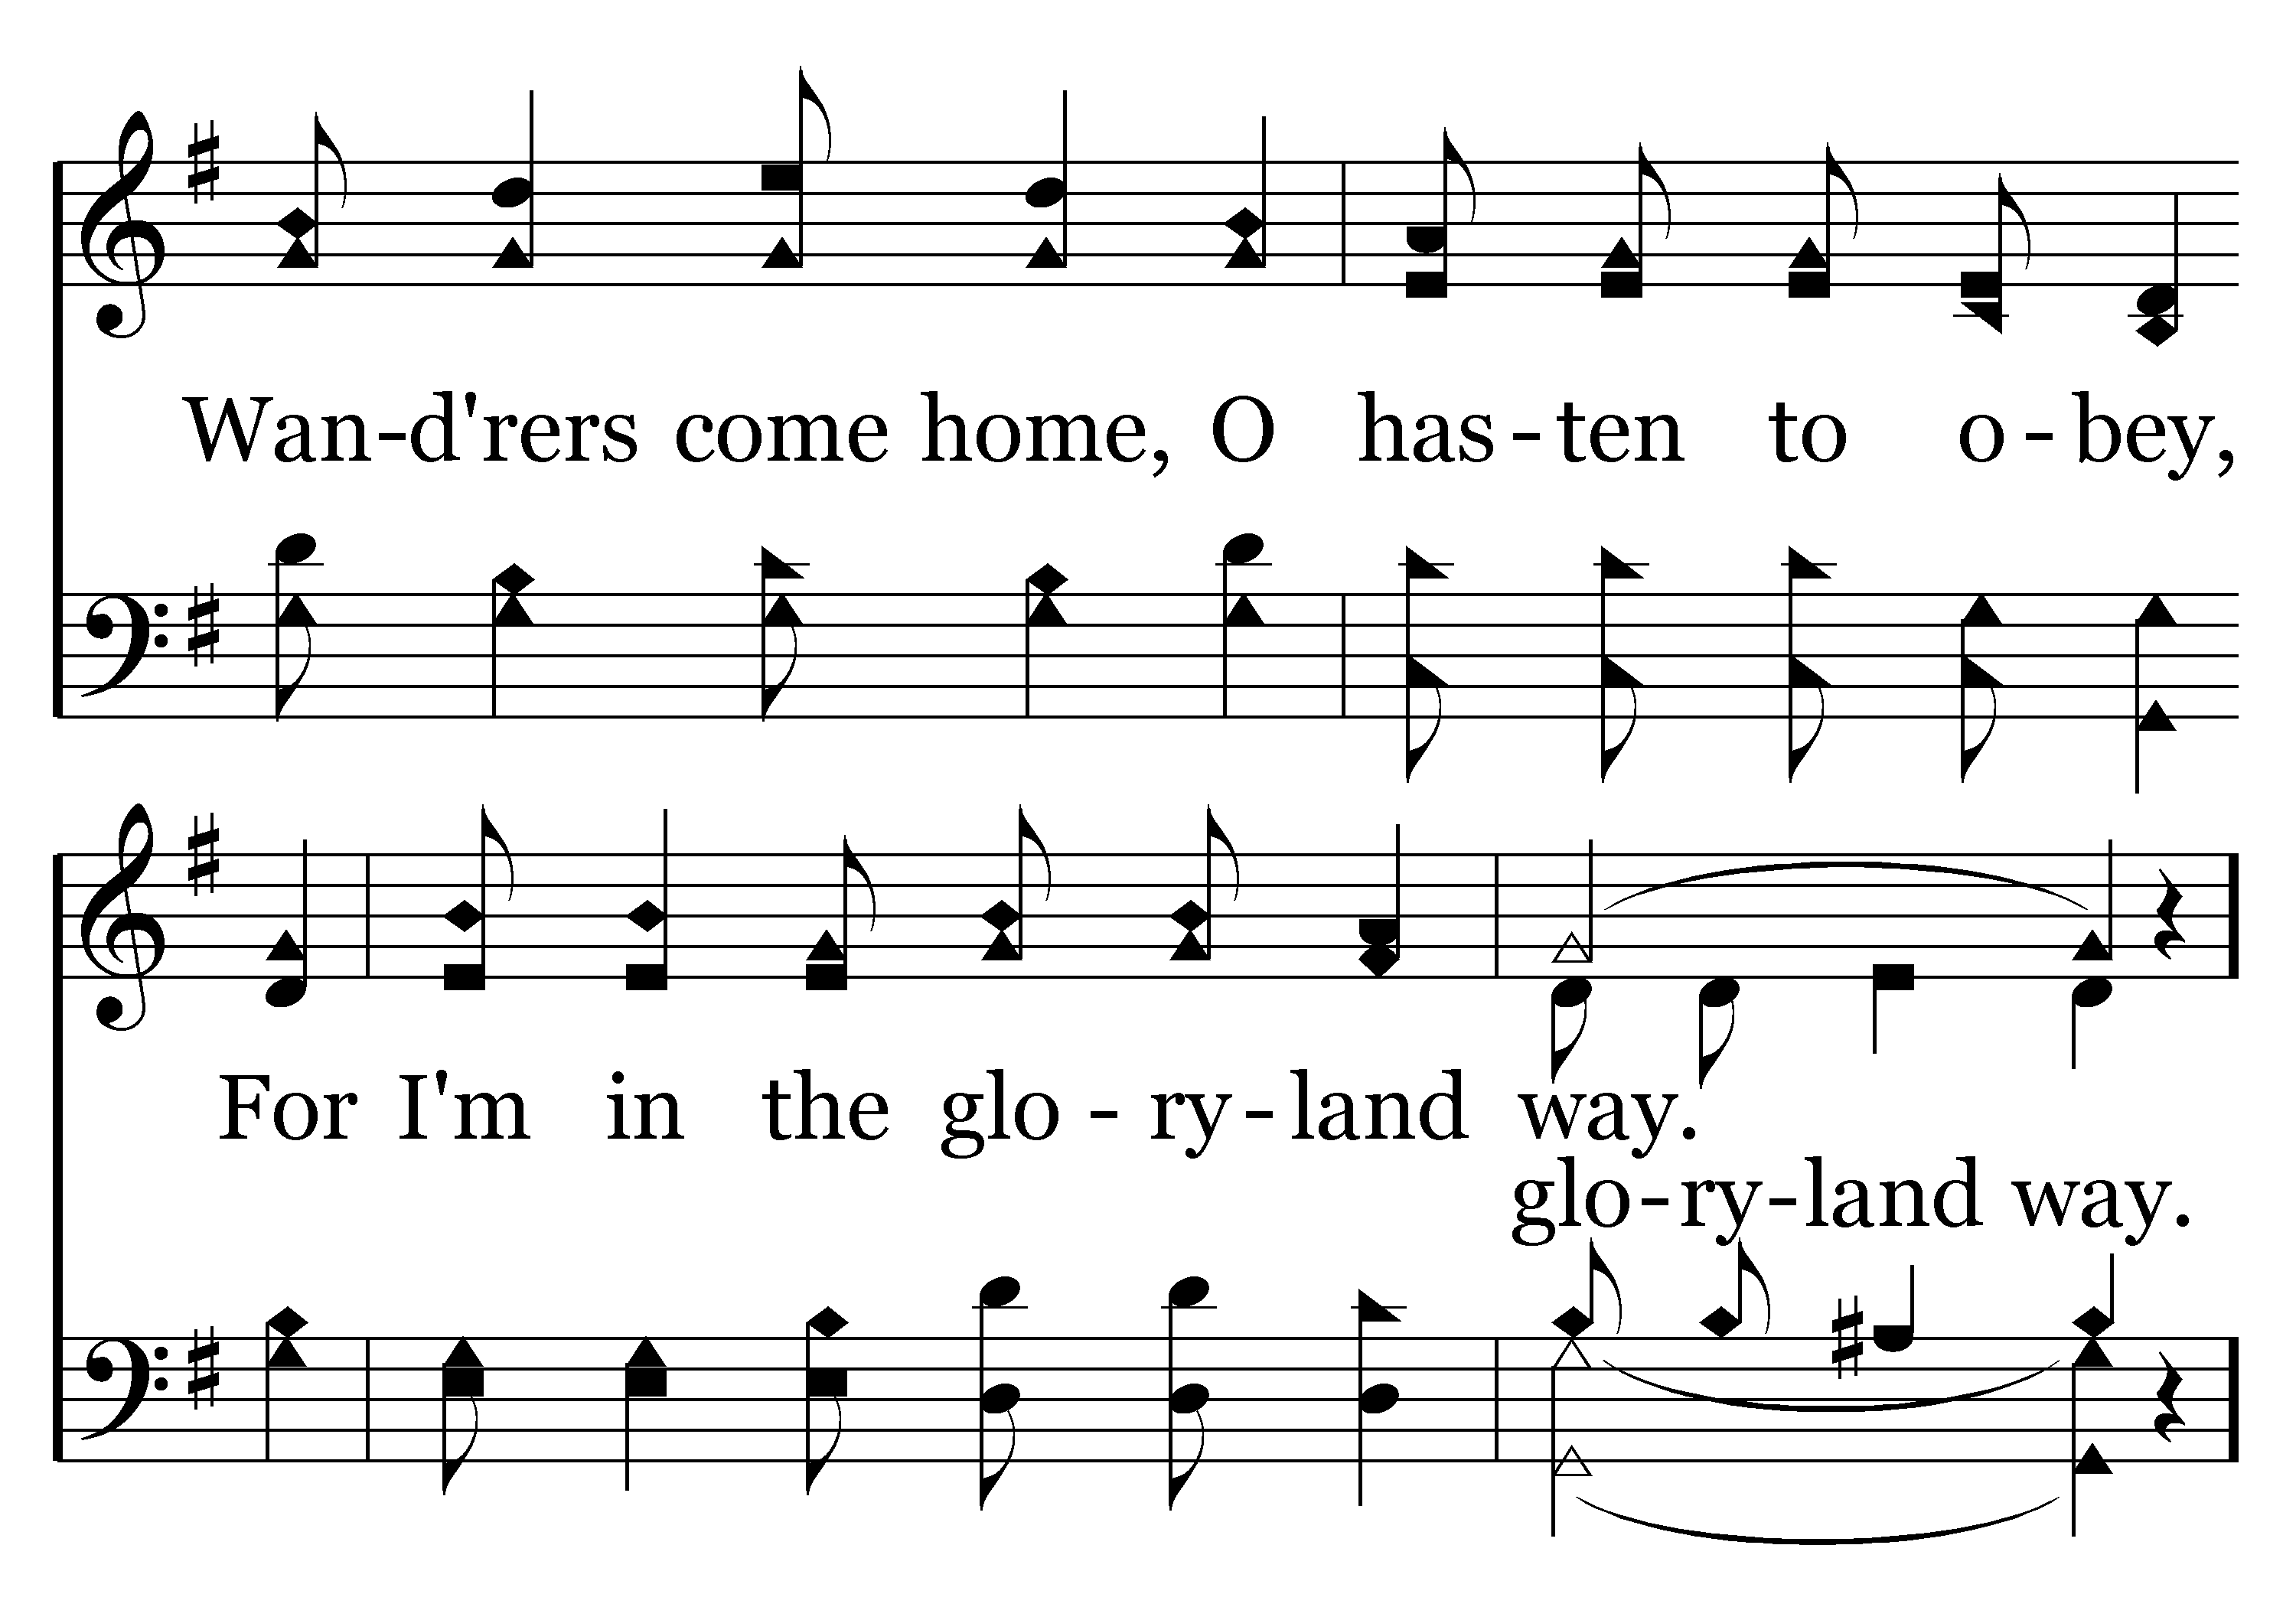 Wan-d'rers come home, O has-ten to o-bey,
For I'm in the glo-ry-land way.
glo-ry-land way.